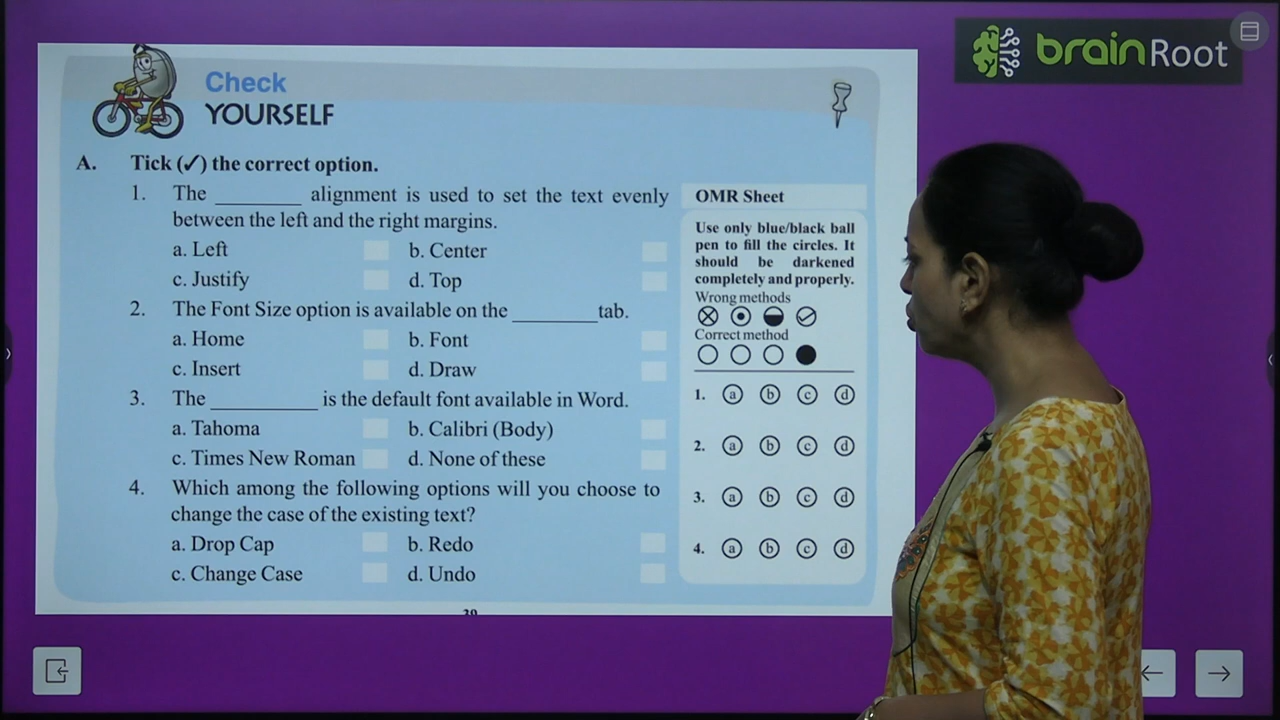 brainRoot
Check
YOURSELF
A. Tick (✓) the correct option.
1. The ________ alignment is used to set the text evenly
between the left and the right margins.
a. Left b. Center
c. Justify d. Top
2. The Font Size option is available on the ________ tab.
a. Home b. Font
c. Insert d. Draw
3. The __________ is the default font available in Word.
a. Tahoma b. Calibri (Body)
c. Times New Roman d. None of these
4. Which among the following options will you choose to
change the case of the existing text?
a. Drop Cap b. Redo
c. Change Case d. Undo
OMR Sheet
Use only blue/black ball
pen to fill the circles. It
should be darkened
completely and properly.
Wrong methods
Correct method
1. a b c d
2. a b c d
3. a b c d
4. a b c d